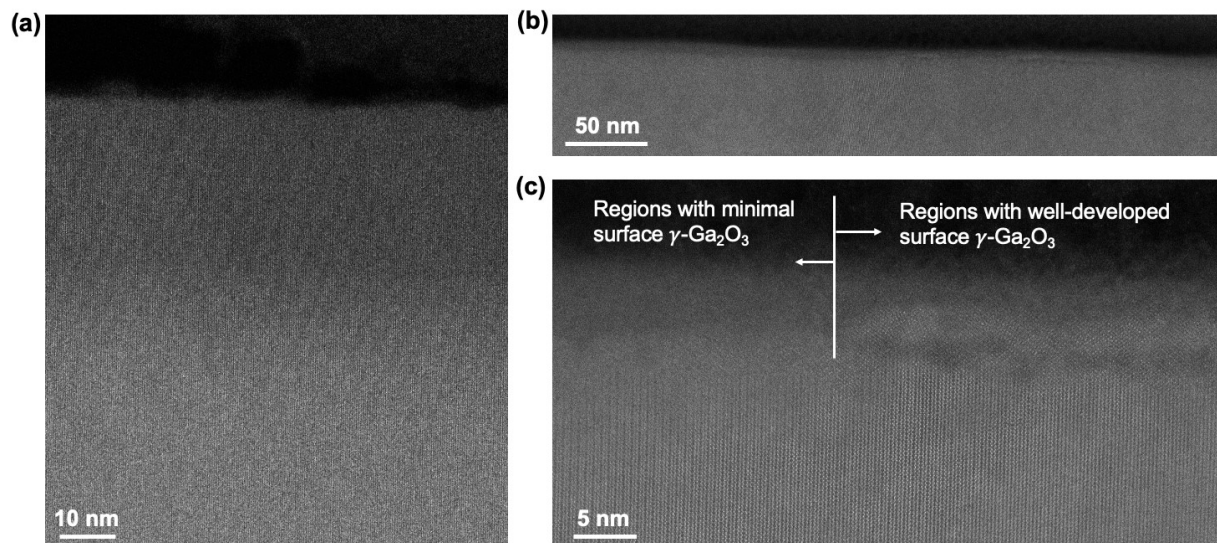 (a)
10 nm
(b)
50 nm
(c)
Regions with minimal
surface γ-Ga₂O₃
Regions with well-developed
surface γ-Ga₂O₃
5 nm